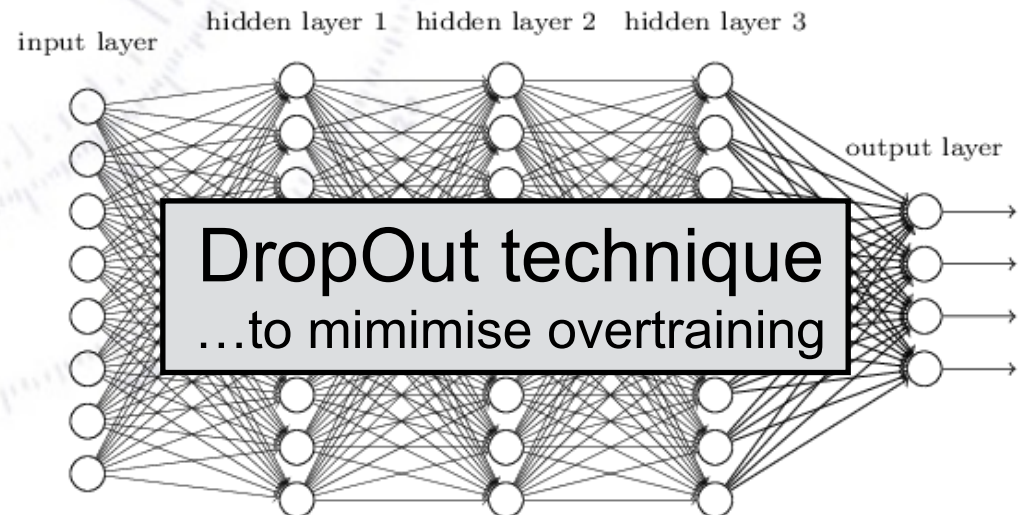 hidden layer 1 hidden layer 2 hidden layer 3
input layer
output layer
DropOut technique
…to mimimise overtraining